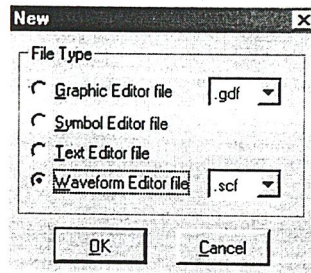 New
File Type
Graphic Editor file .gdf
Symbol Editor file
Text Editor file
Waveform Editor file .scf
OK Cancel